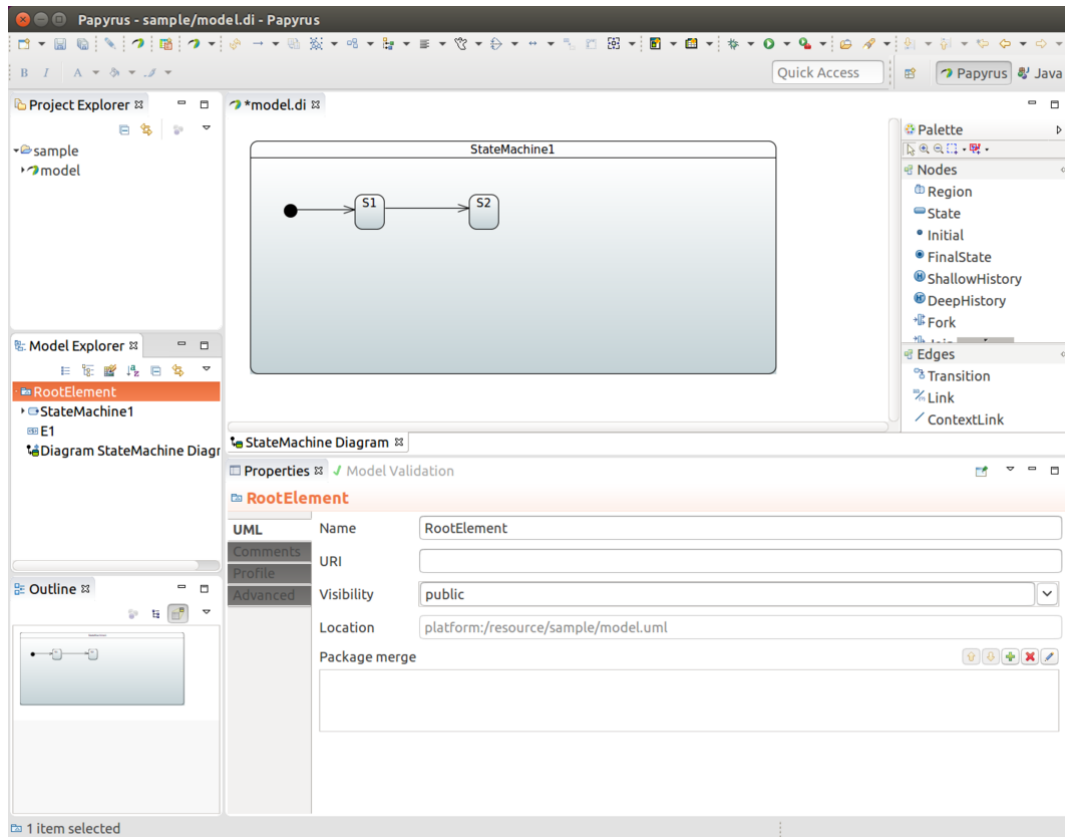 Papyrus - sample/model.di - Papyrus
B I A
Quick Access
Papyrus
Java
Project Explorer
sample
model
*model.di
StateMachine1
S1
S2
Palette
Nodes
Region
State
Initial
FinalState
ShallowHistory
DeepHistory
Fork
Edges
Transition
Link
ContextLink
Model Explorer
RootElement
StateMachine1
E1
Diagram StateMachine Diagr
StateMachine Diagram
Properties
Model Validation
RootElement
UML
Comments
Profile
Advanced
Name
RootElement
URI
Visibility
public
Location
platform:/resource/sample/model.uml
Package merge
Outline
1 item selected